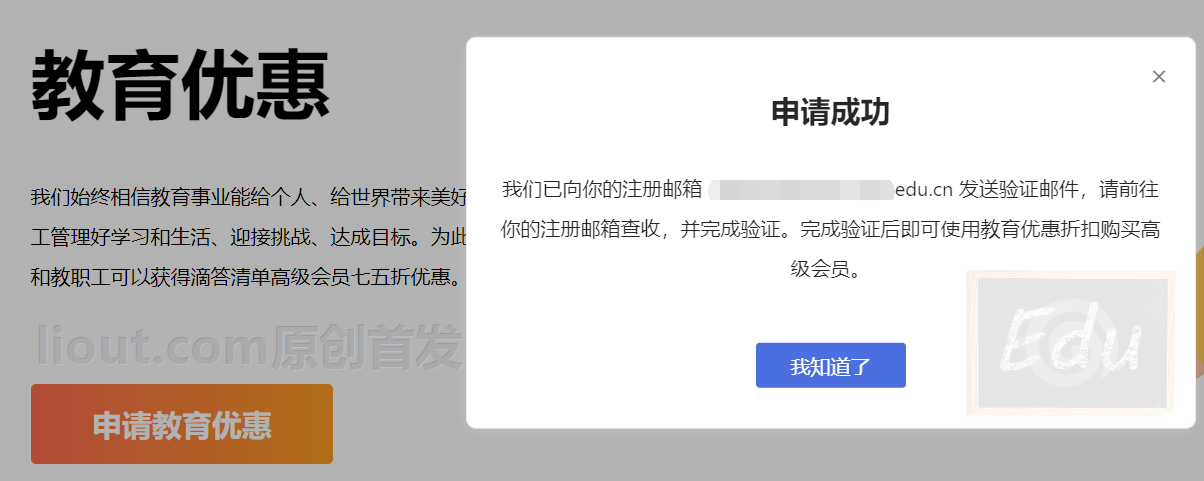 教育优惠
我们始终相信教育事业能给个人、给世界带来美好
工管理好学习和生活、迎接挑战、达成目标。为此
和教职工可以获得滴答清单高级会员七五折优惠。
liout.com原创首发
申请教育优惠
申请成功
我们已向你的注册邮箱 edu.cn 发送验证邮件，请前往
你的注册邮箱查收，并完成验证。完成验证后即可使用教育优惠折扣购买高
级会员。
Edu
我知道了